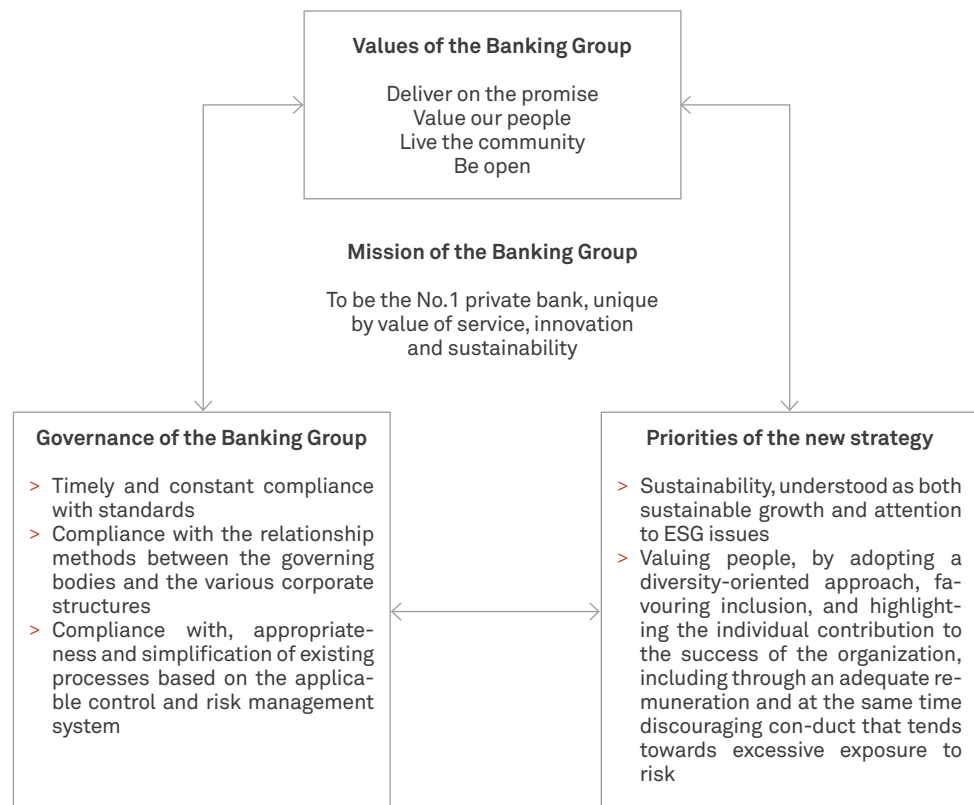 Values of the Banking Group
Deliver on the promise
Value our people
Live the community
Be open
Mission of the Banking Group
To be the No.1 private bank, unique
by value of service, innovation
and sustainability
Governance of the Banking Group
> Timely and constant compliance
with standards
> Compliance with the relationship
methods between the governing
bodies and the various corporate
structures
> Compliance with, appropriate-
ness and simplification of existing
processes based on the applica-
ble control and risk management
system
Priorities of the new strategy
> Sustainability, understood as both
sustainable growth and attention
to ESG issues
> Valuing people, by adopting a
diversity-oriented approach, fa-
vouring inclusion, and highlight-
ing the individual contribution to
the success of the organization,
including through an adequate re-
muneration and at the same time
discouraging con-duct that tends
towards excessive exposure to
risk